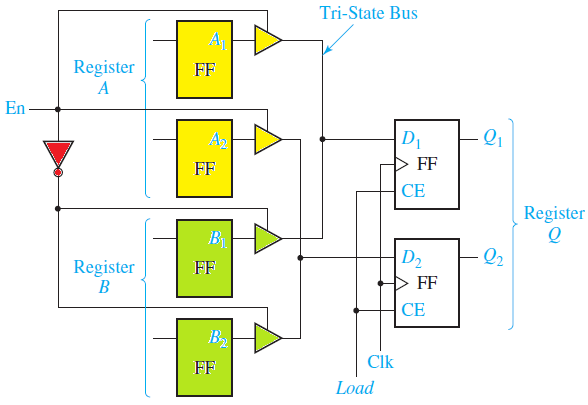 Tri-State Bus
A1
FF
Register
A
En
A2
FF
D1
Q1
FF
CE
B1
FF
Register
Q
Register
B
D2
Q2
FF
CE
B2
FF
Clk
Load